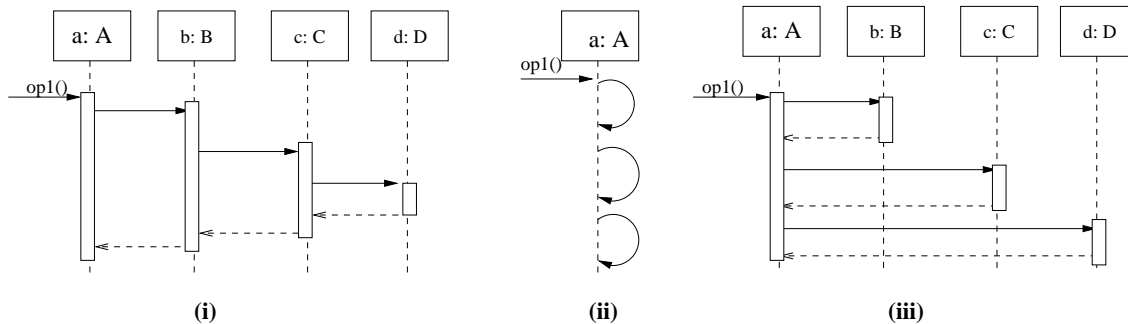 a: A
b: B
c: C
d: D
op1()
(i)
a: A
op1()
(ii)
a: A
b: B
c: C
d: D
op1()
(iii)